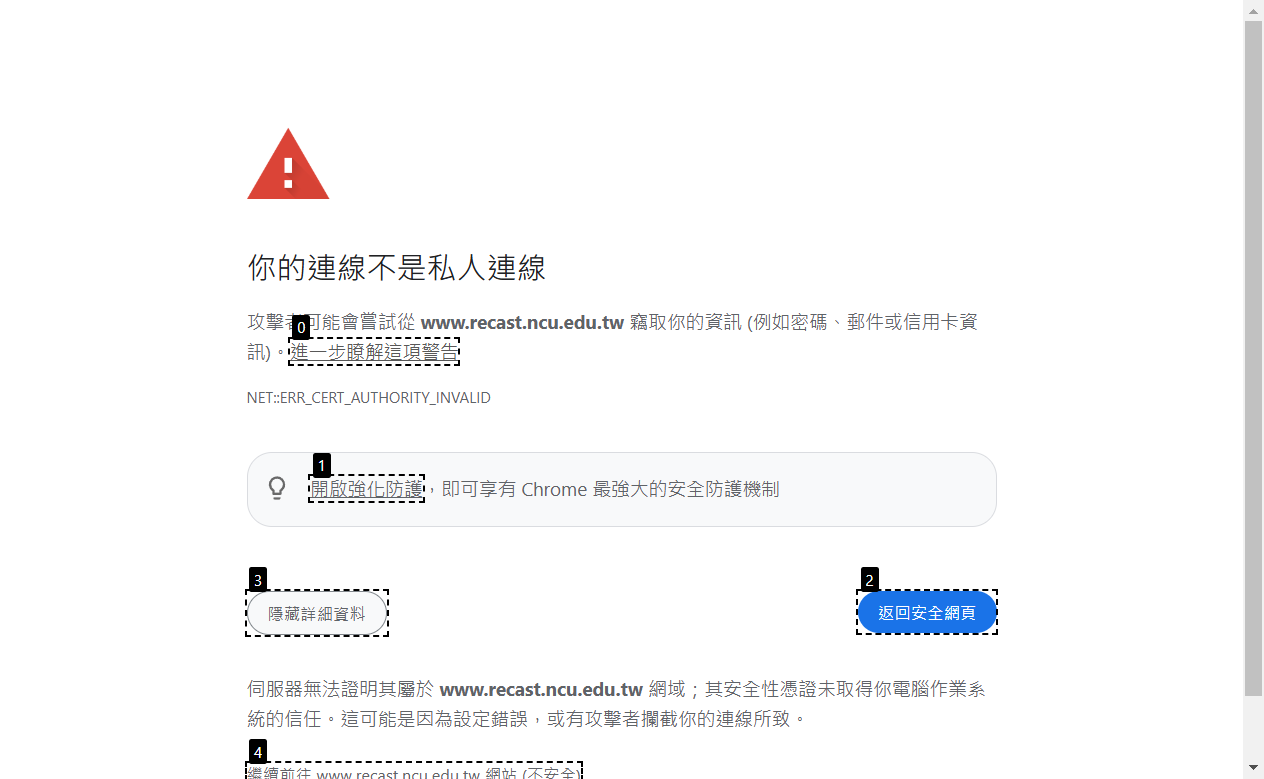 你的連線不是私人連線
攻擊者可能會嘗試從 www.recast.ncu.edu.tw 竊取你的資訊 (例如密碼、郵件或信用卡資
0
訊)。進一步瞭解這項警告
NET::ERR_CERT_AUTHORITY_INVALID
1
開啟強化防護，即可享有 Chrome 最強大的安全防護機制
3
2
隱藏詳細資料
返回安全網頁
伺服器無法證明其屬於 www.recast.ncu.edu.tw 網域；其安全性憑證未取得你電腦作業系
統的信任。這可能是因為設定錯誤，或有攻擊者攔截你的連線所致。
4
繼續前往 www.recast.ncu.edu.tw 網站 (不安全)